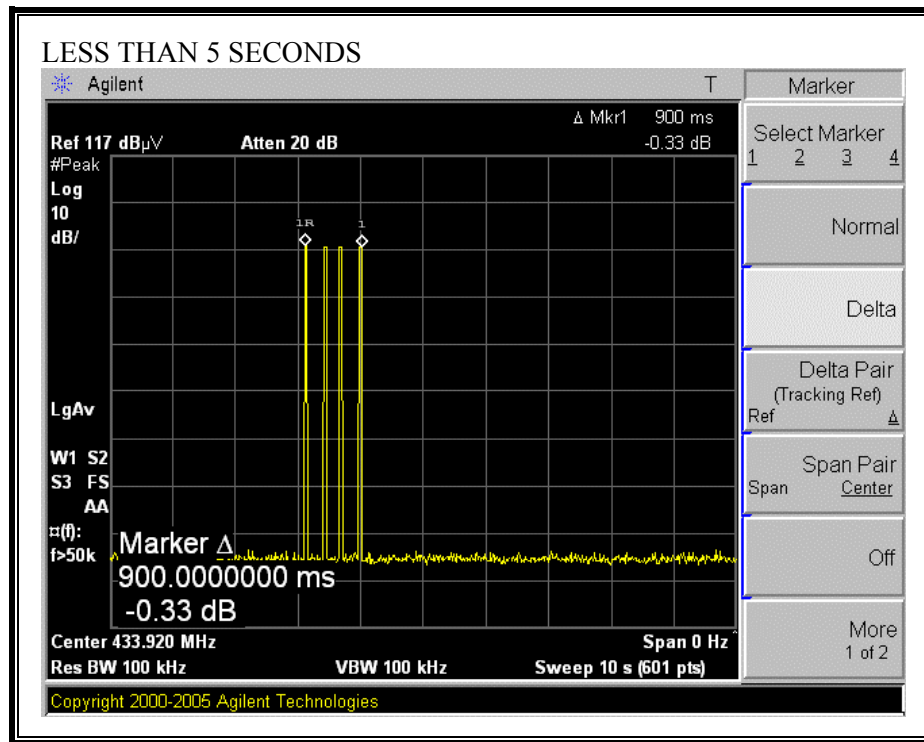 LESS THAN 5 SECONDS
Agilent T
Marker
Δ Mkr1 900 ms
Ref 117 dBµV Atten 20 dB -0.33 dB
#Peak
Log
10
dB/
1R 1
LgAv
W1 S2
S3 FS
AA
¤(f):
f>50k
Marker Δ
900.0000000 ms
-0.33 dB
Center 433.920 MHz Span 0 Hz
Res BW 100 kHz VBW 100 kHz Sweep 10 s (601 pts)
Copyright 2000-2005 Agilent Technologies
Select Marker
1 2 3 4
Normal
Delta
Delta Pair
(Tracking Ref)
Ref Δ
Span Pair
Span Center
Off
More
1 of 2